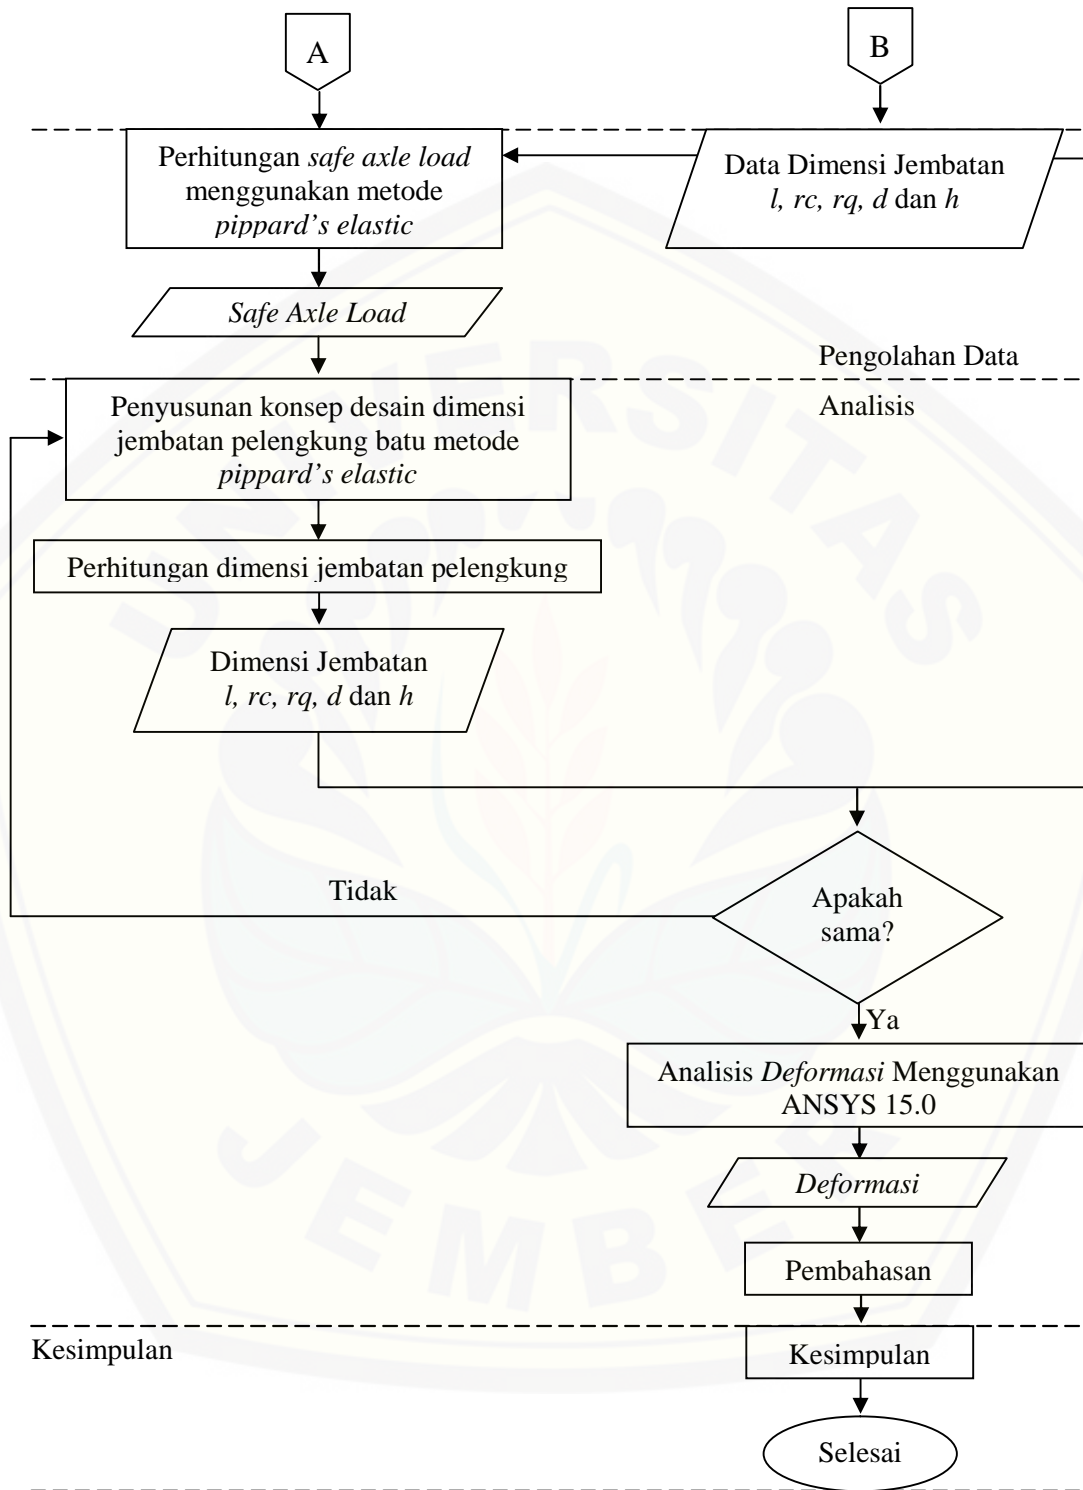 A
B
Perhitungan safe axle load
menggunakan metode
pippard's elastic
Data Dimensi Jembatan
l, rc, rq, d dan h
Safe Axle Load
Pengolahan Data
Analisis
Penyusunan konsep desain dimensi
jembatan pelengkung batu metode
pippard's elastic
Perhitungan dimensi jembatan pelengkung
Dimensi Jembatan
l, rc, rq, d dan h
Tidak
Apakah
sama?
Ya
Analisis Deformasi Menggunakan
ANSYS 15.0
Deformasi
Pembahasan
Kesimpulan
Kesimpulan
Selesai
UNIVERSITAS
JEMBER